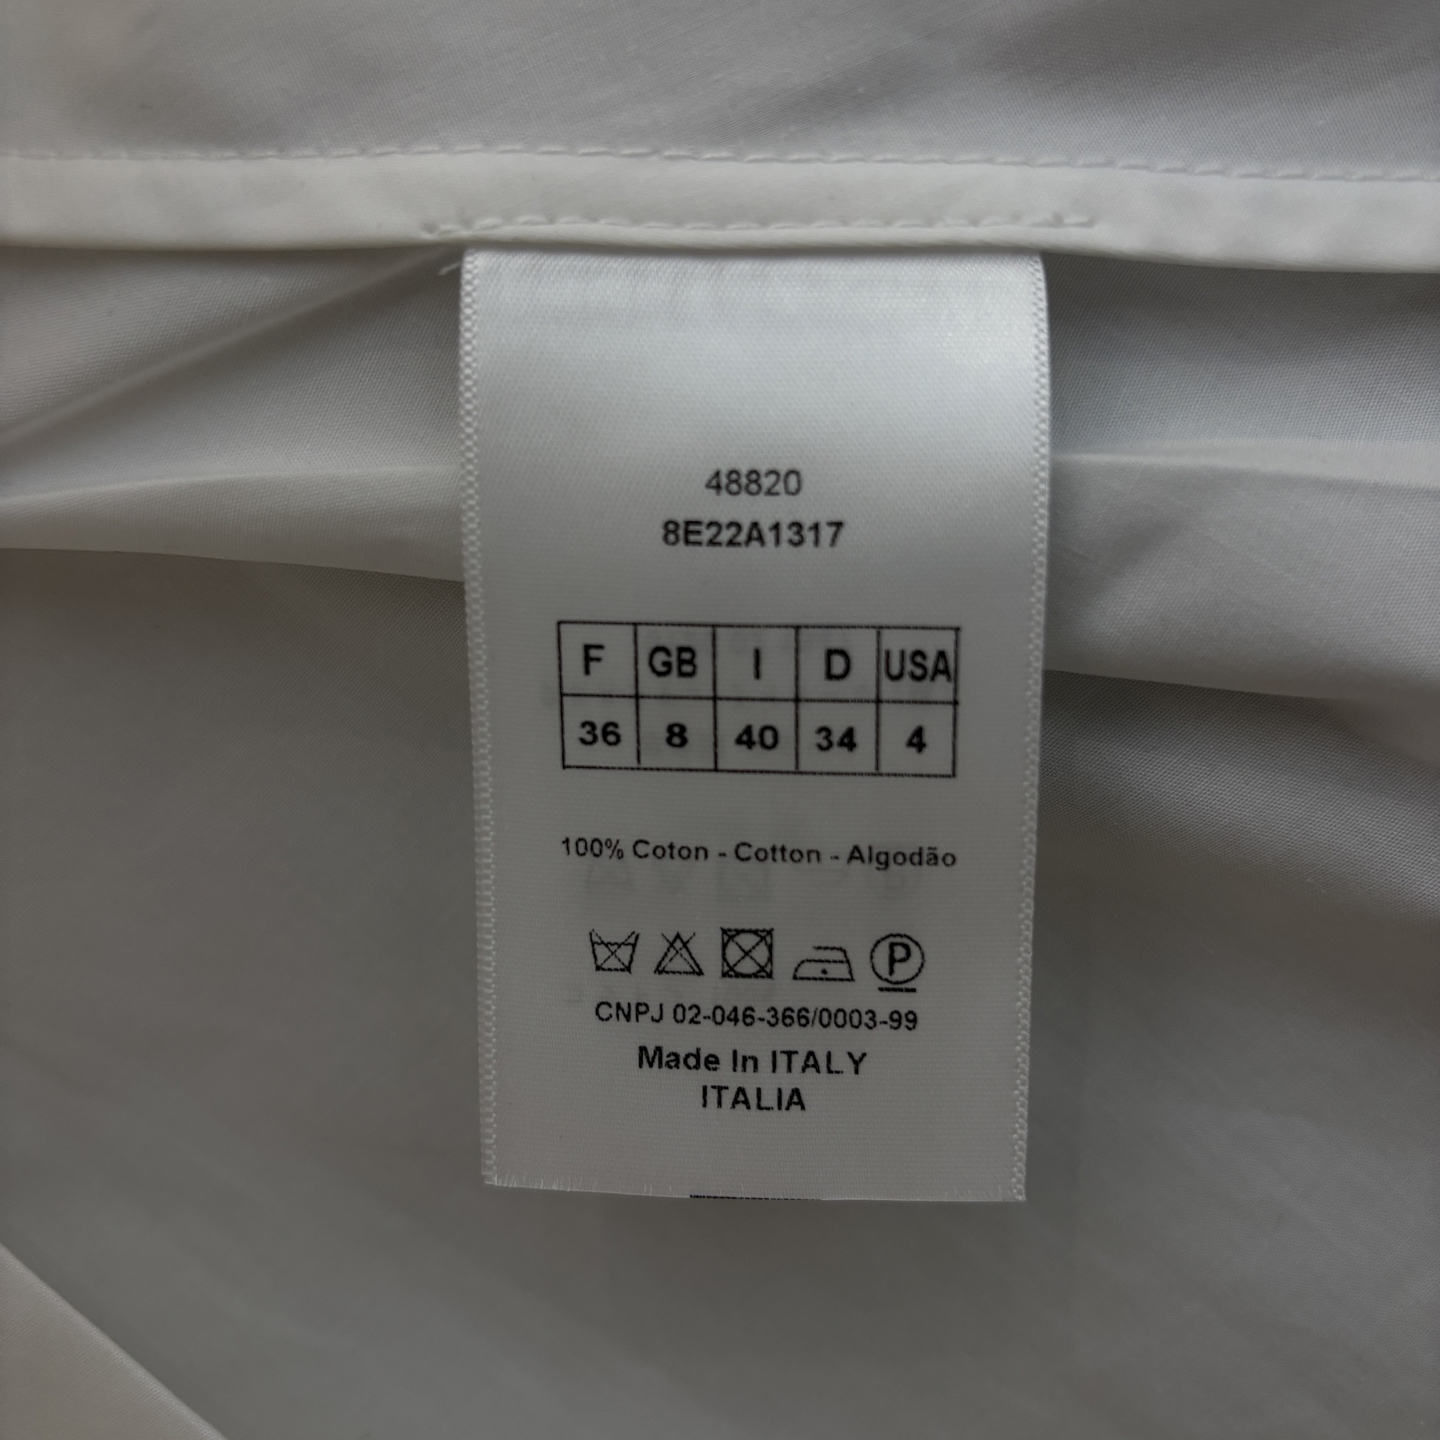 48820
8E22A1317
F GB I D USA
36 8 40 34 4
100% Coton - Cotton - Algodão
P
CNPJ 02-046-366/0003-99
Made In ITALY
ITALIA